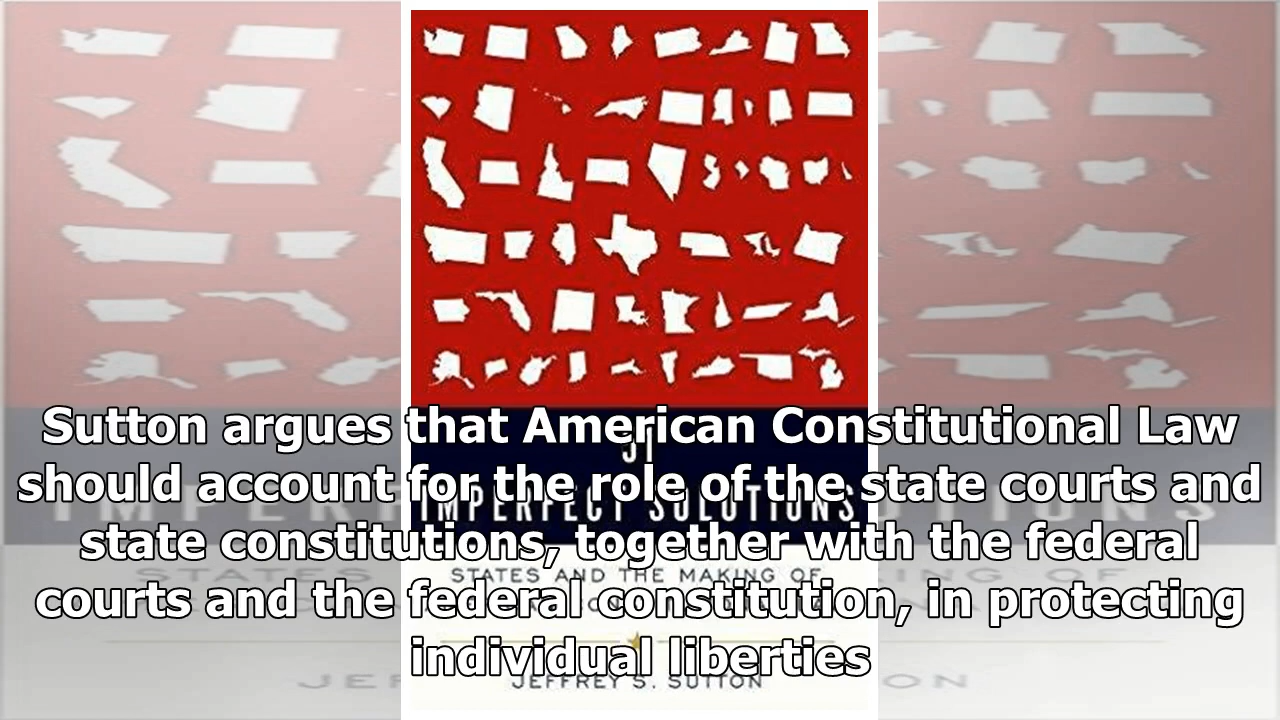 Sutton argues that American Constitutional Law
51
should account for the role of the state courts and
IMPERFECT SOLUTIONS
state constitutions, together with the federal
STATES AND THE MAKING OF
courts and the federal constitution, in protecting
individual liberties
JEFFREY S. SUTTON